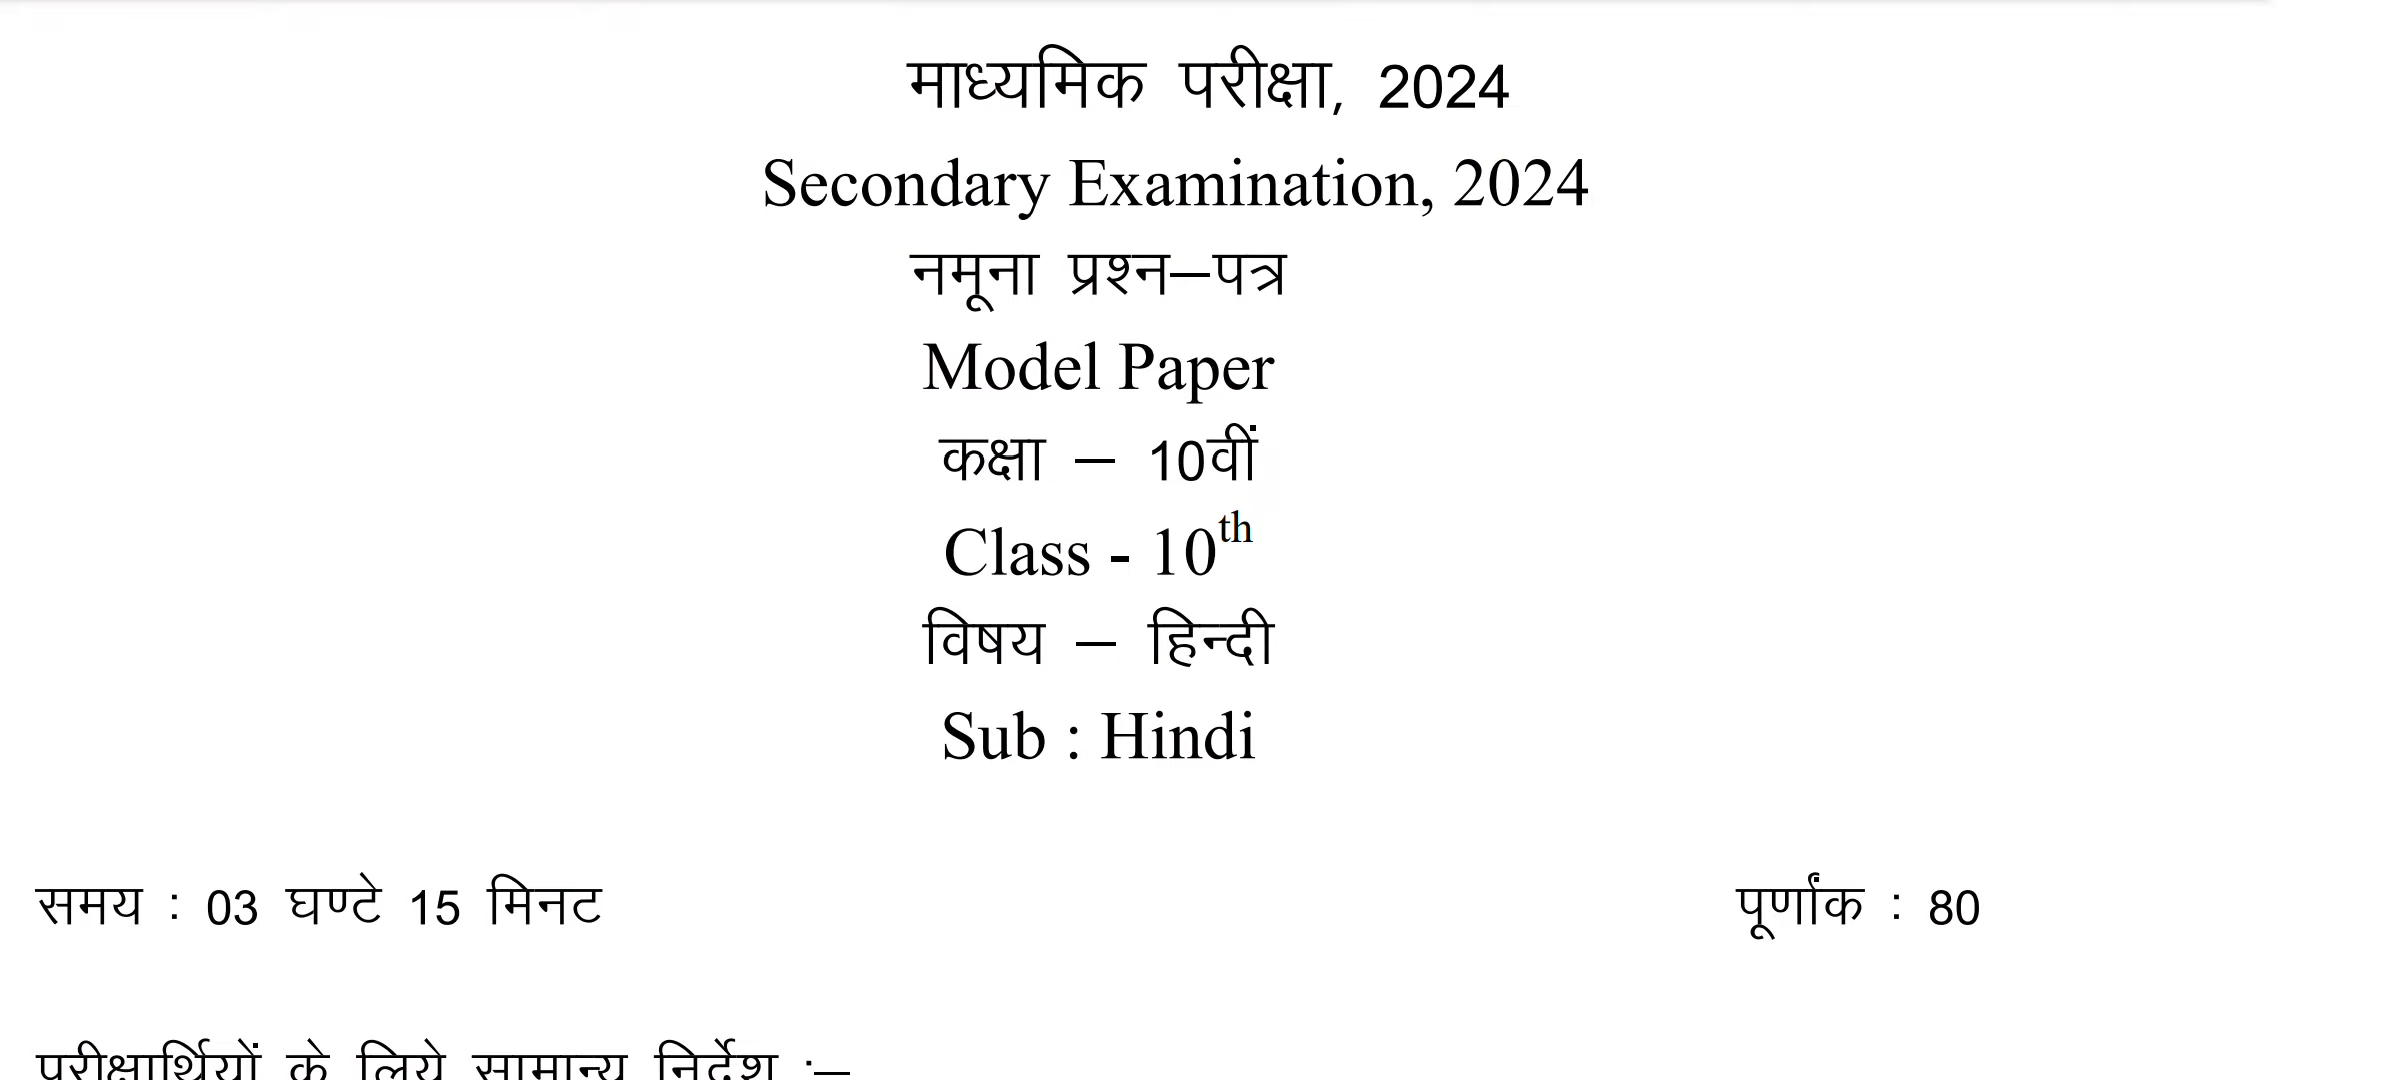 माध्यमिक परीक्षा, 2024
Secondary Examination, 2024
नमूना प्रश्न–पत्र
Model Paper
कक्षा – 10वीं
Class - 10th
विषय – हिन्दी
Sub : Hindi
समय : 03 घण्टे 15 मिनट पूर्णांक : 80
परीक्षार्थियों के लिये सामान्य निर्देश :–